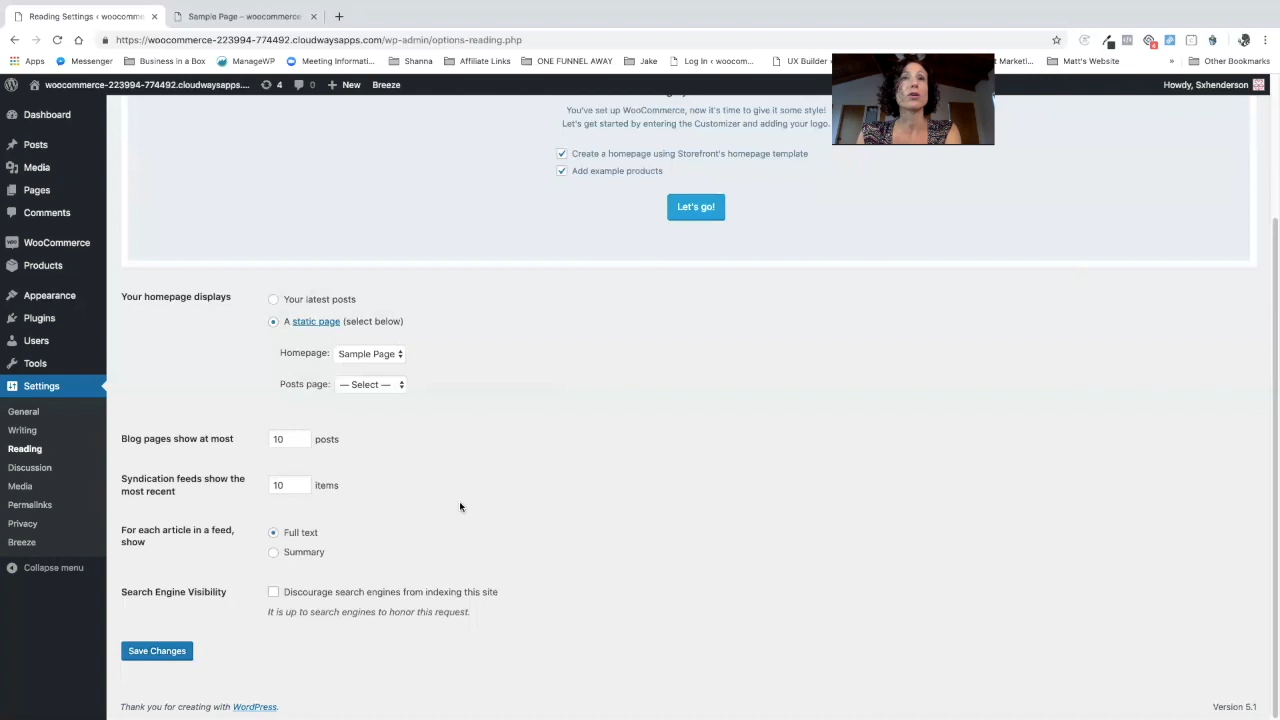 Reading Settings ‹ woocomme
Sample Page – woocommerce
https://woocommerce-223994-774492.cloudwaysapps.com/wp-admin/options-reading.php
Apps
Messenger
Business in a Box
ManageWP
Meeting Informati...
Shanna
Affiliate Links
ONE FUNNEL AWAY
Jake
Log In ‹ woocom...
UX Builder
Marketi...
Matt's Website
»
Other Bookmarks
woocommerce-223994-774492.cloudwaysapps....
4
0
+ New
Breeze
Howdy, Sxhenderson
Dashboard
Posts
Media
Pages
Comments
WooCommerce
Products
Appearance
Plugins
Users
Tools
Settings
General
Writing
Reading
Discussion
Media
Permalinks
Privacy
Breeze
Collapse menu
You've set up WooCommerce, now it's time to give it some style!
Let's get started by entering the Customizer and adding your logo.
Create a homepage using Storefront's homepage template
Add example products
Let's go!
Your homepage displays
Your latest posts
A static page (select below)
Homepage: Sample Page
Posts page: — Select —
Blog pages show at most
10 posts
Syndication feeds show the
most recent
10 items
For each article in a feed,
show
Full text
Summary
Search Engine Visibility
Discourage search engines from indexing this site
It is up to search engines to honor this request.
Save Changes
Thank you for creating with WordPress.
Version 5.1